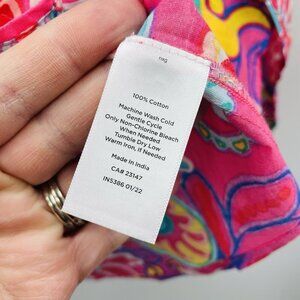 100% Cotton
Machine Wash Cold
Gentle Cycle
Only Non-Chlorine Bleach
When Needed
Tumble Dry Low
Warm Iron, if Needed
Made in India
CA# 23147
IN5386 01/22